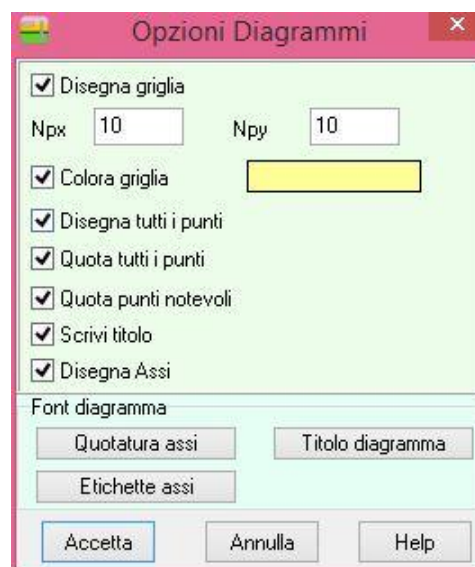 Opzioni Diagrammi
Disegna griglia
Npx 10 Npy 10
Colora griglia
Disegna tutti i punti
Quota tutti i punti
Quota punti notevoli
Scrivi titolo
Disegna Assi
Font diagramma
Quotatura assi Titolo diagramma
Etichette assi
Accetta Annulla Help